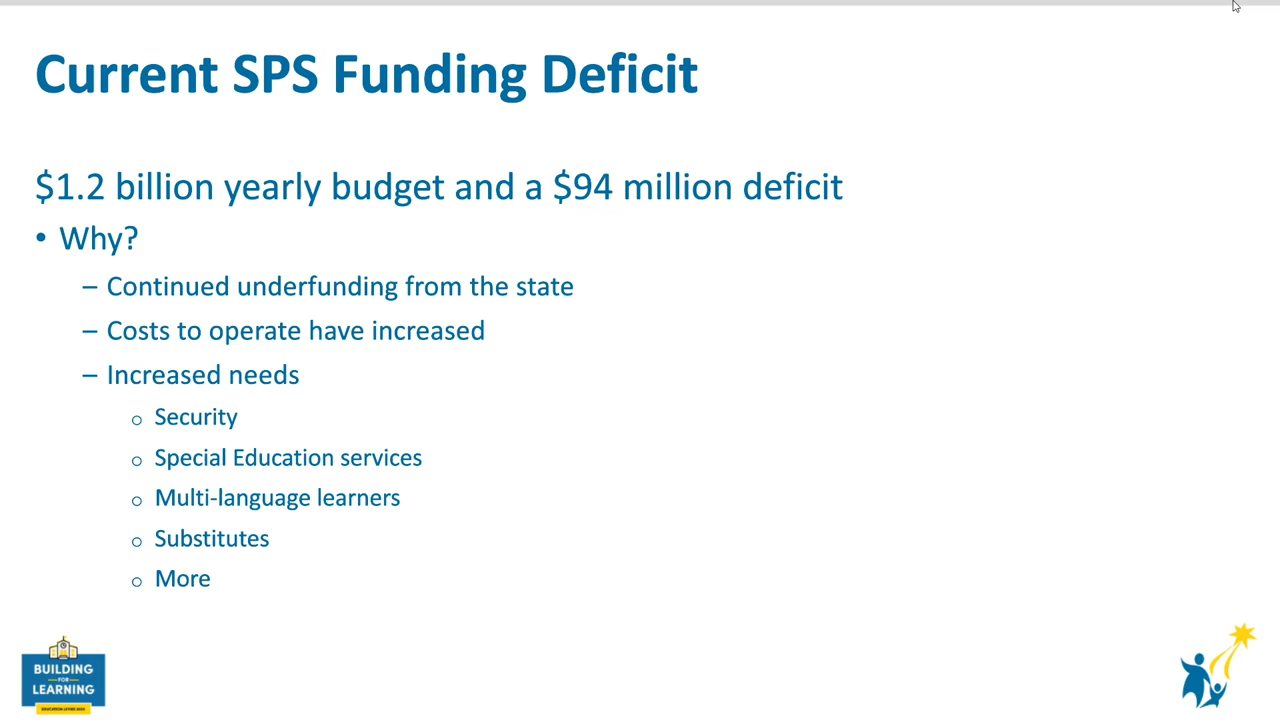 Current SPS Funding Deficit
$1.2 billion yearly budget and a $94 million deficit
• Why?
– Continued underfunding from the state
– Costs to operate have increased
– Increased needs
o Security
o Special Education services
o Multi-language learners
o Substitutes
o More
BUILDING
FOR
LEARNING